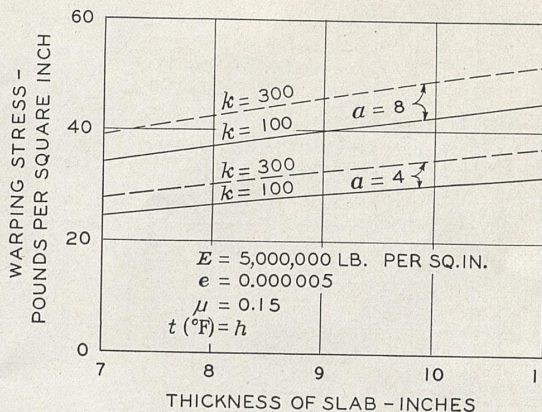 WARPING STRESS -
POUNDS PER SQUARE INCH
60
40
20
0
k = 300
k = 100
a = 8
k = 300
k = 100
a = 4
E = 5,000,000 LB. PER SQ.IN.
e = 0.000005
μ = 0.15
t (°F) = h
7 8 9 10
THICKNESS OF SLAB - INCHES